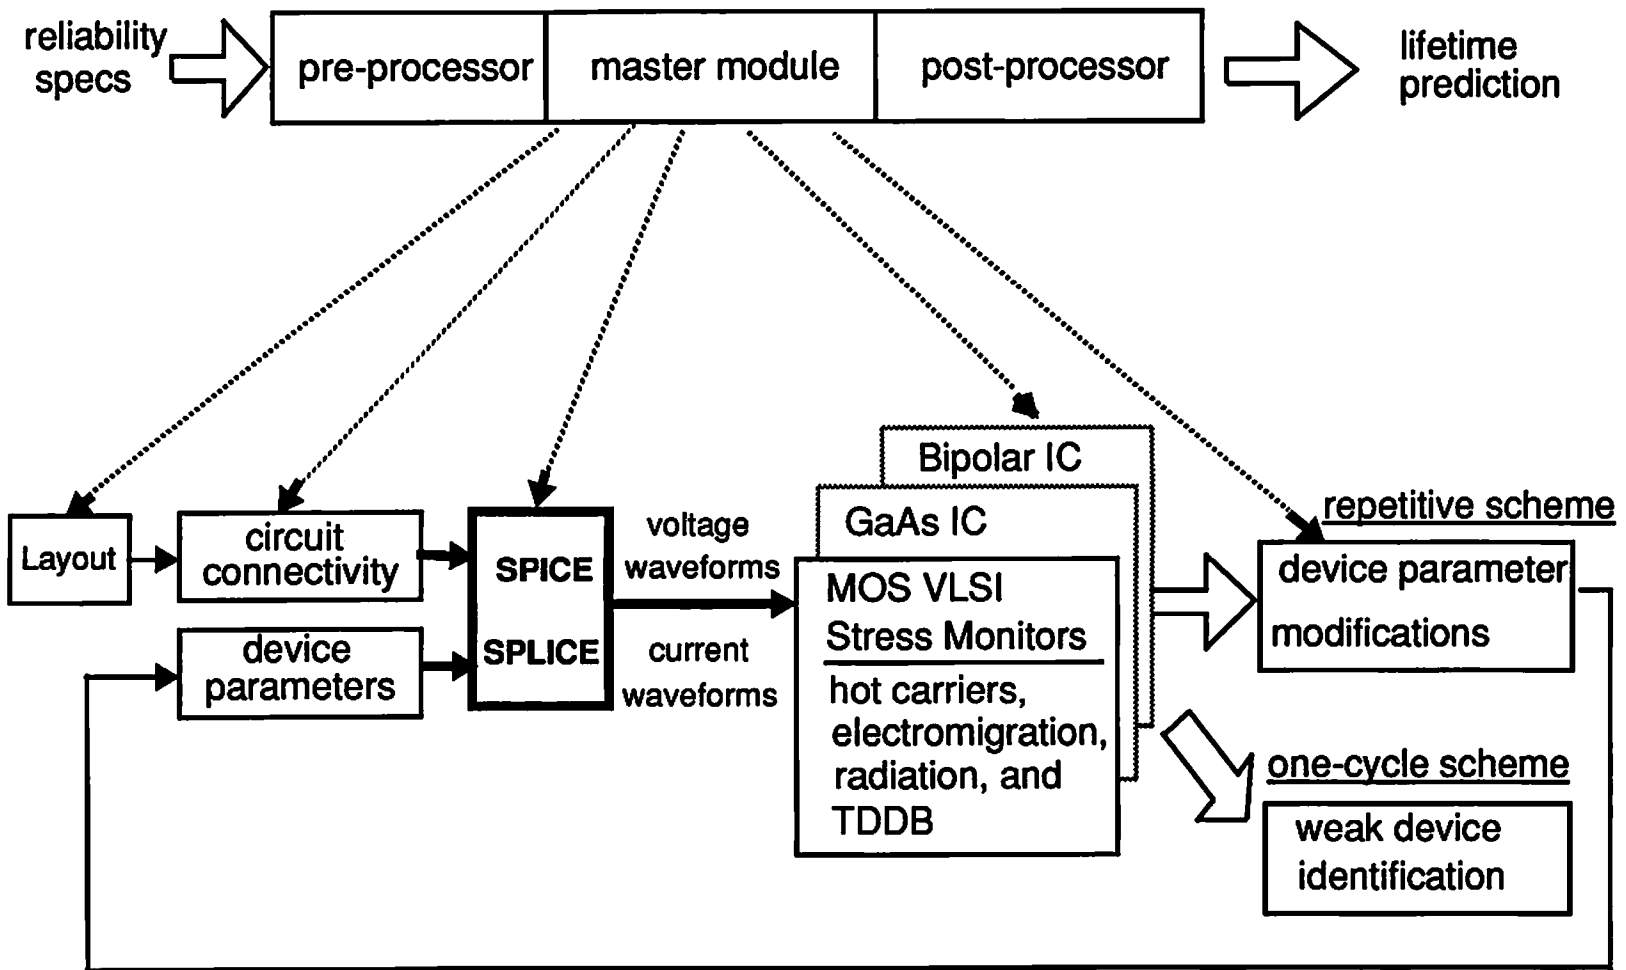 reliability
specs
pre-processor
master module
post-processor
lifetime
prediction
Layout
circuit
connectivity
device
parameters
SPICE
SPLICE
voltage
waveforms
current
waveforms
Bipolar IC
GaAs IC
MOS VLSI
Stress Monitors
hot carriers,
electromigration,
radiation, and
TDDB
repetitive scheme
device parameter
modifications
one-cycle scheme
weak device
identification